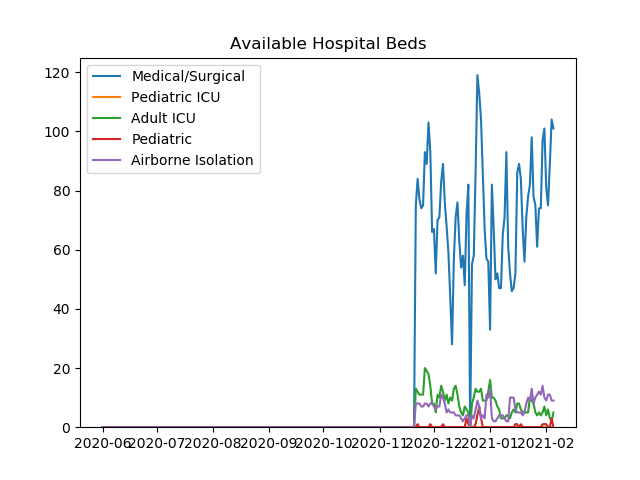 Available Hospital Beds
120
100
80
60
40
20
0
Medical/Surgical
Pediatric ICU
Adult ICU
Pediatric
Airborne Isolation
2020-06 2020-07 2020-08 2020-09 2020-10 2020-11 2020-12 2021-01 2021-02